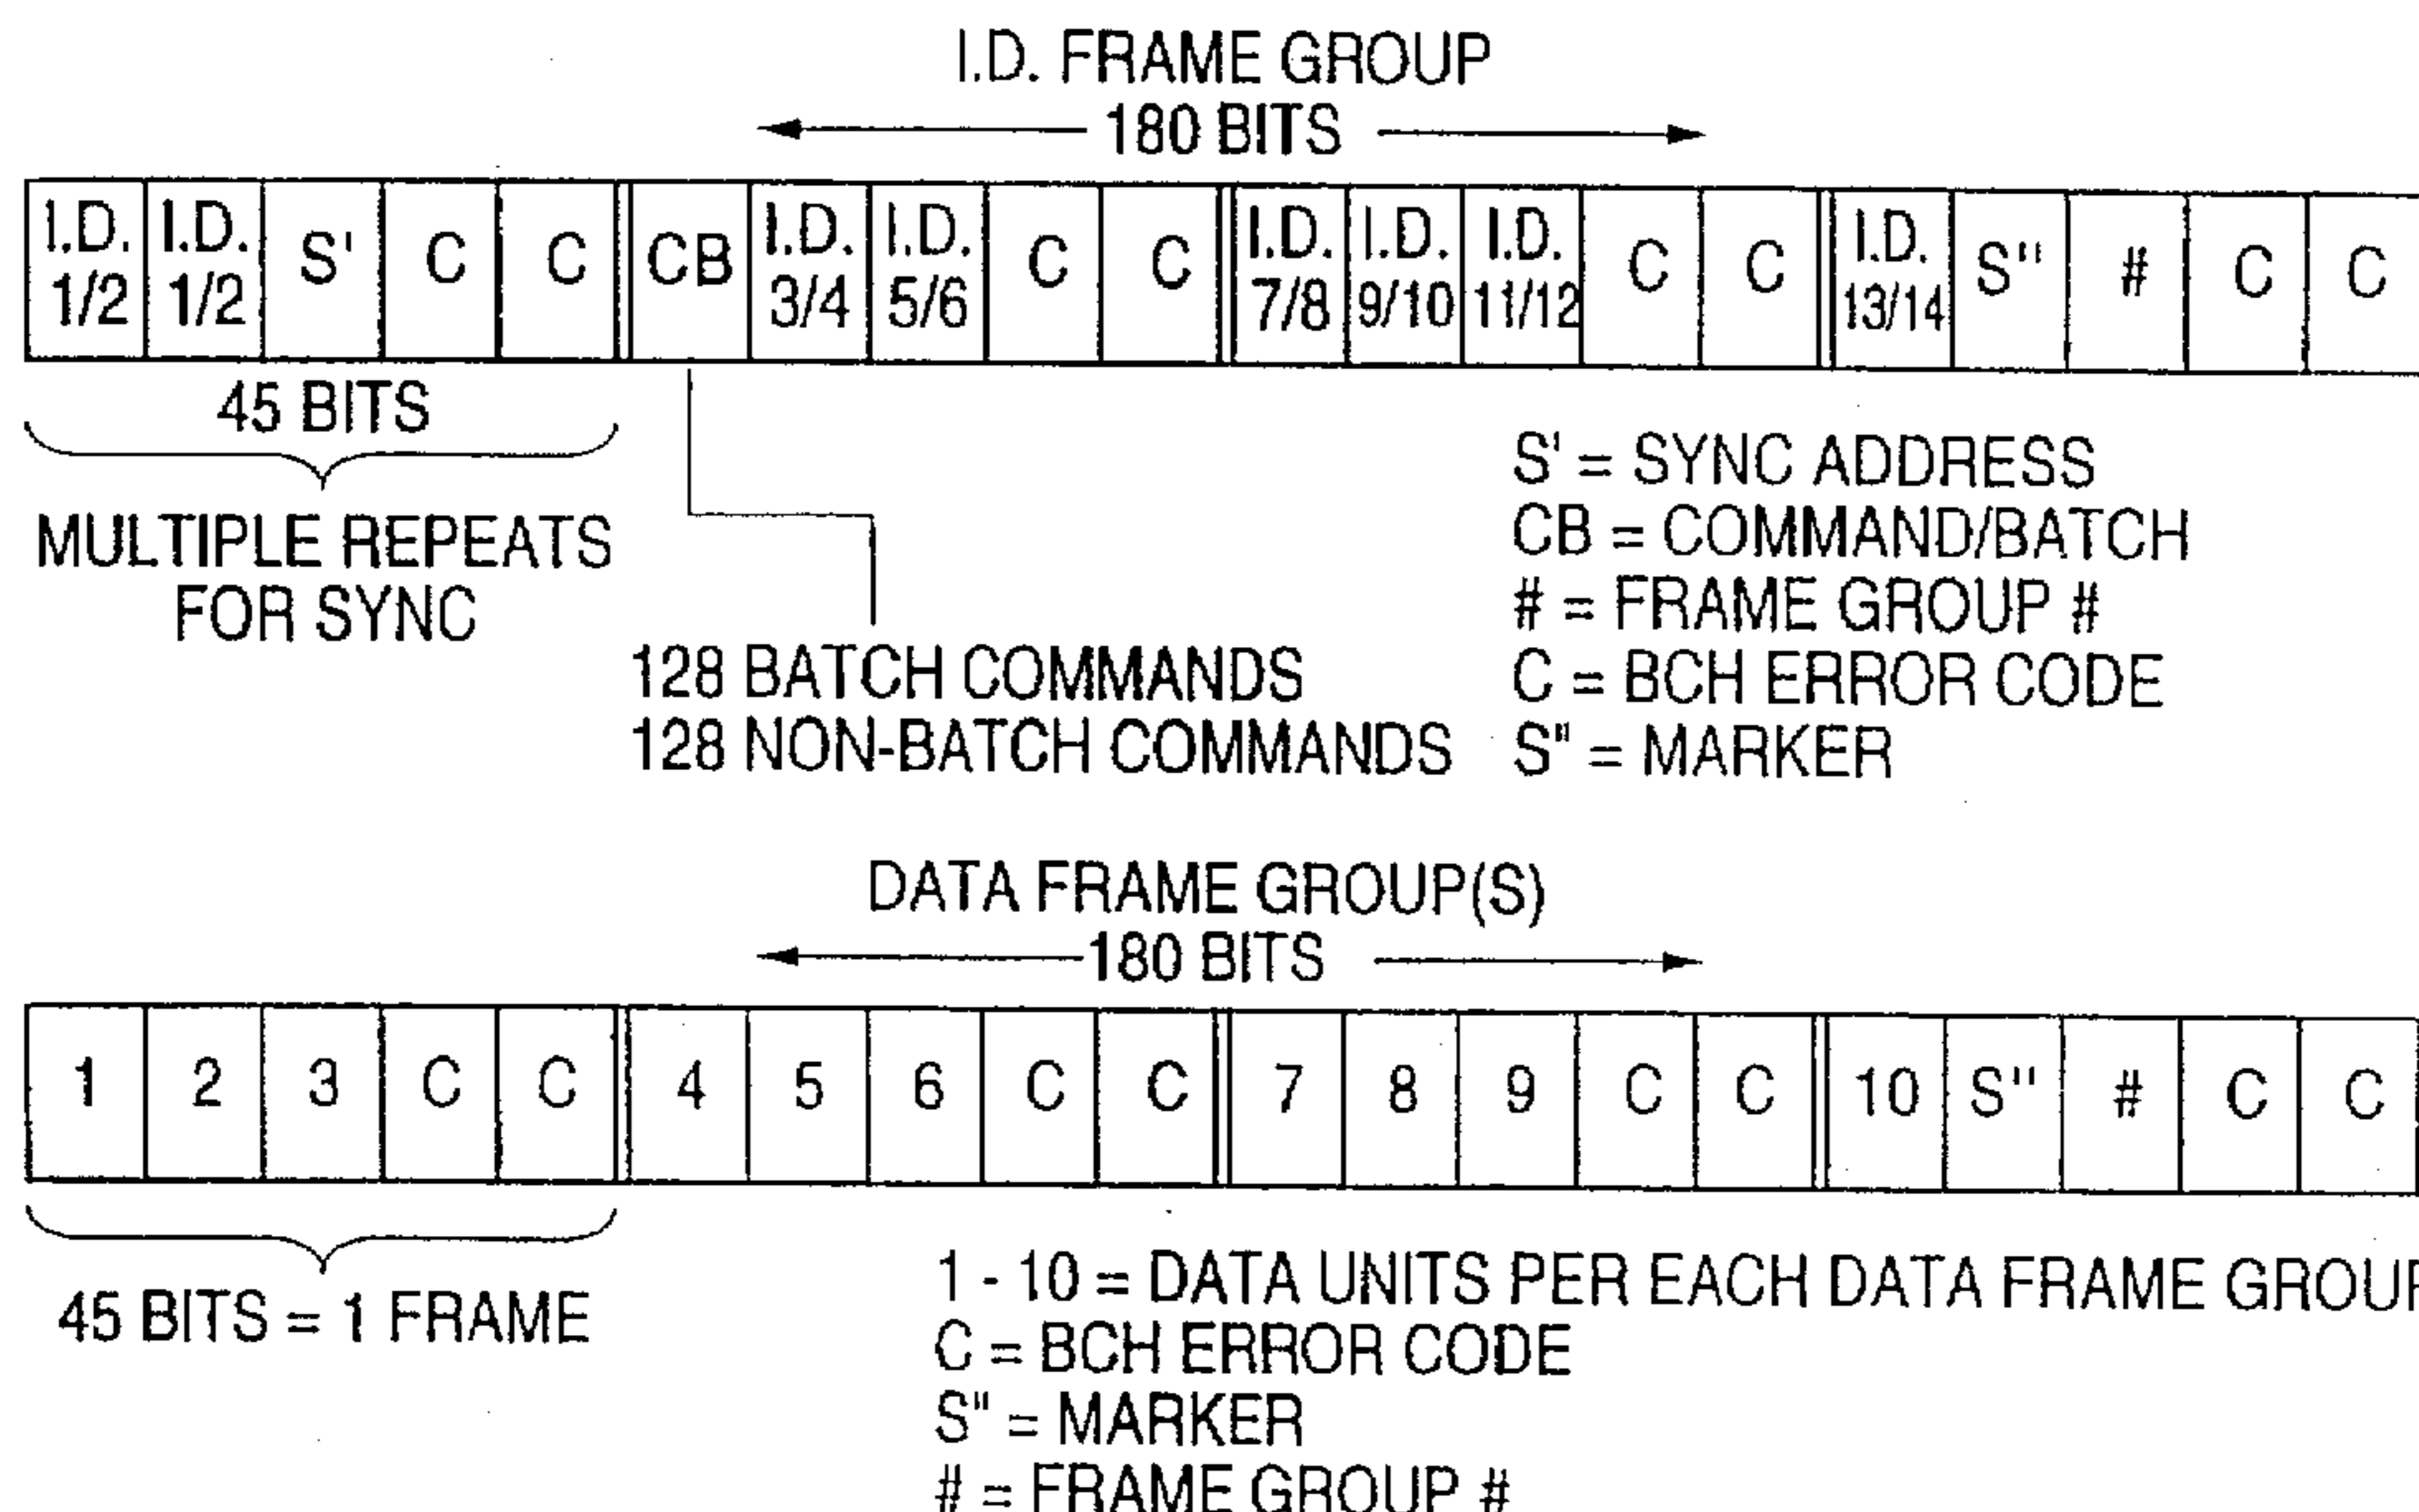 I.D. FRAME GROUP
180 BITS
I.D. 1/2 I.D. 1/2 S' C C CB I.D. 3/4 I.D. 5/6 C C I.D. 7/8 I.D. 9/10 I.D. 11/12 C C I.D. 13/14 S" # C C
45 BITS
MULTIPLE REPEATS
FOR SYNC
128 BATCH COMMANDS
128 NON-BATCH COMMANDS
S' = SYNC ADDRESS
CB = COMMAND/BATCH
# = FRAME GROUP #
C = BCH ERROR CODE
S" = MARKER
DATA FRAME GROUP(S)
180 BITS
1 2 3 C C 4 5 6 C C 7 8 9 C C 10 S" # C C
45 BITS = 1 FRAME
1 - 10 = DATA UNITS PER EACH DATA FRAME GROUP
C = BCH ERROR CODE
S" = MARKER
# = FRAME GROUP #